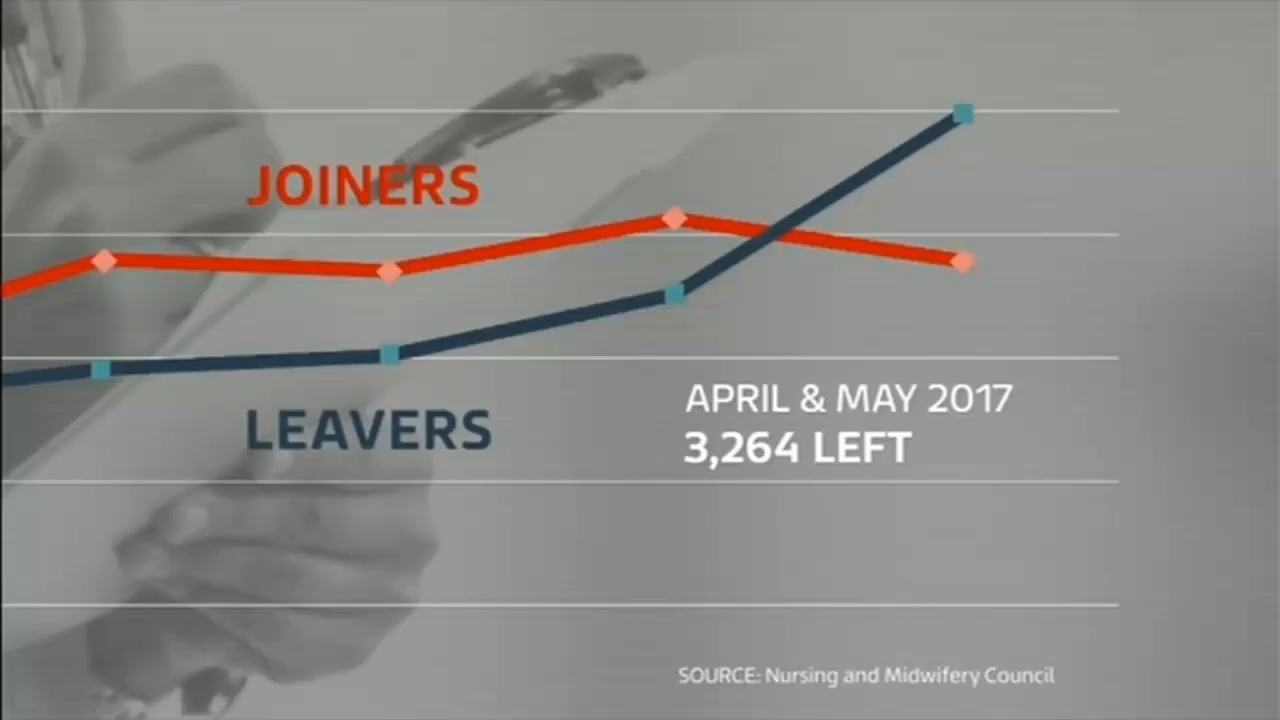 JOINERS
LEAVERS
APRIL & MAY 2017
3,264 LEFT
SOURCE: Nursing and Midwifery Council